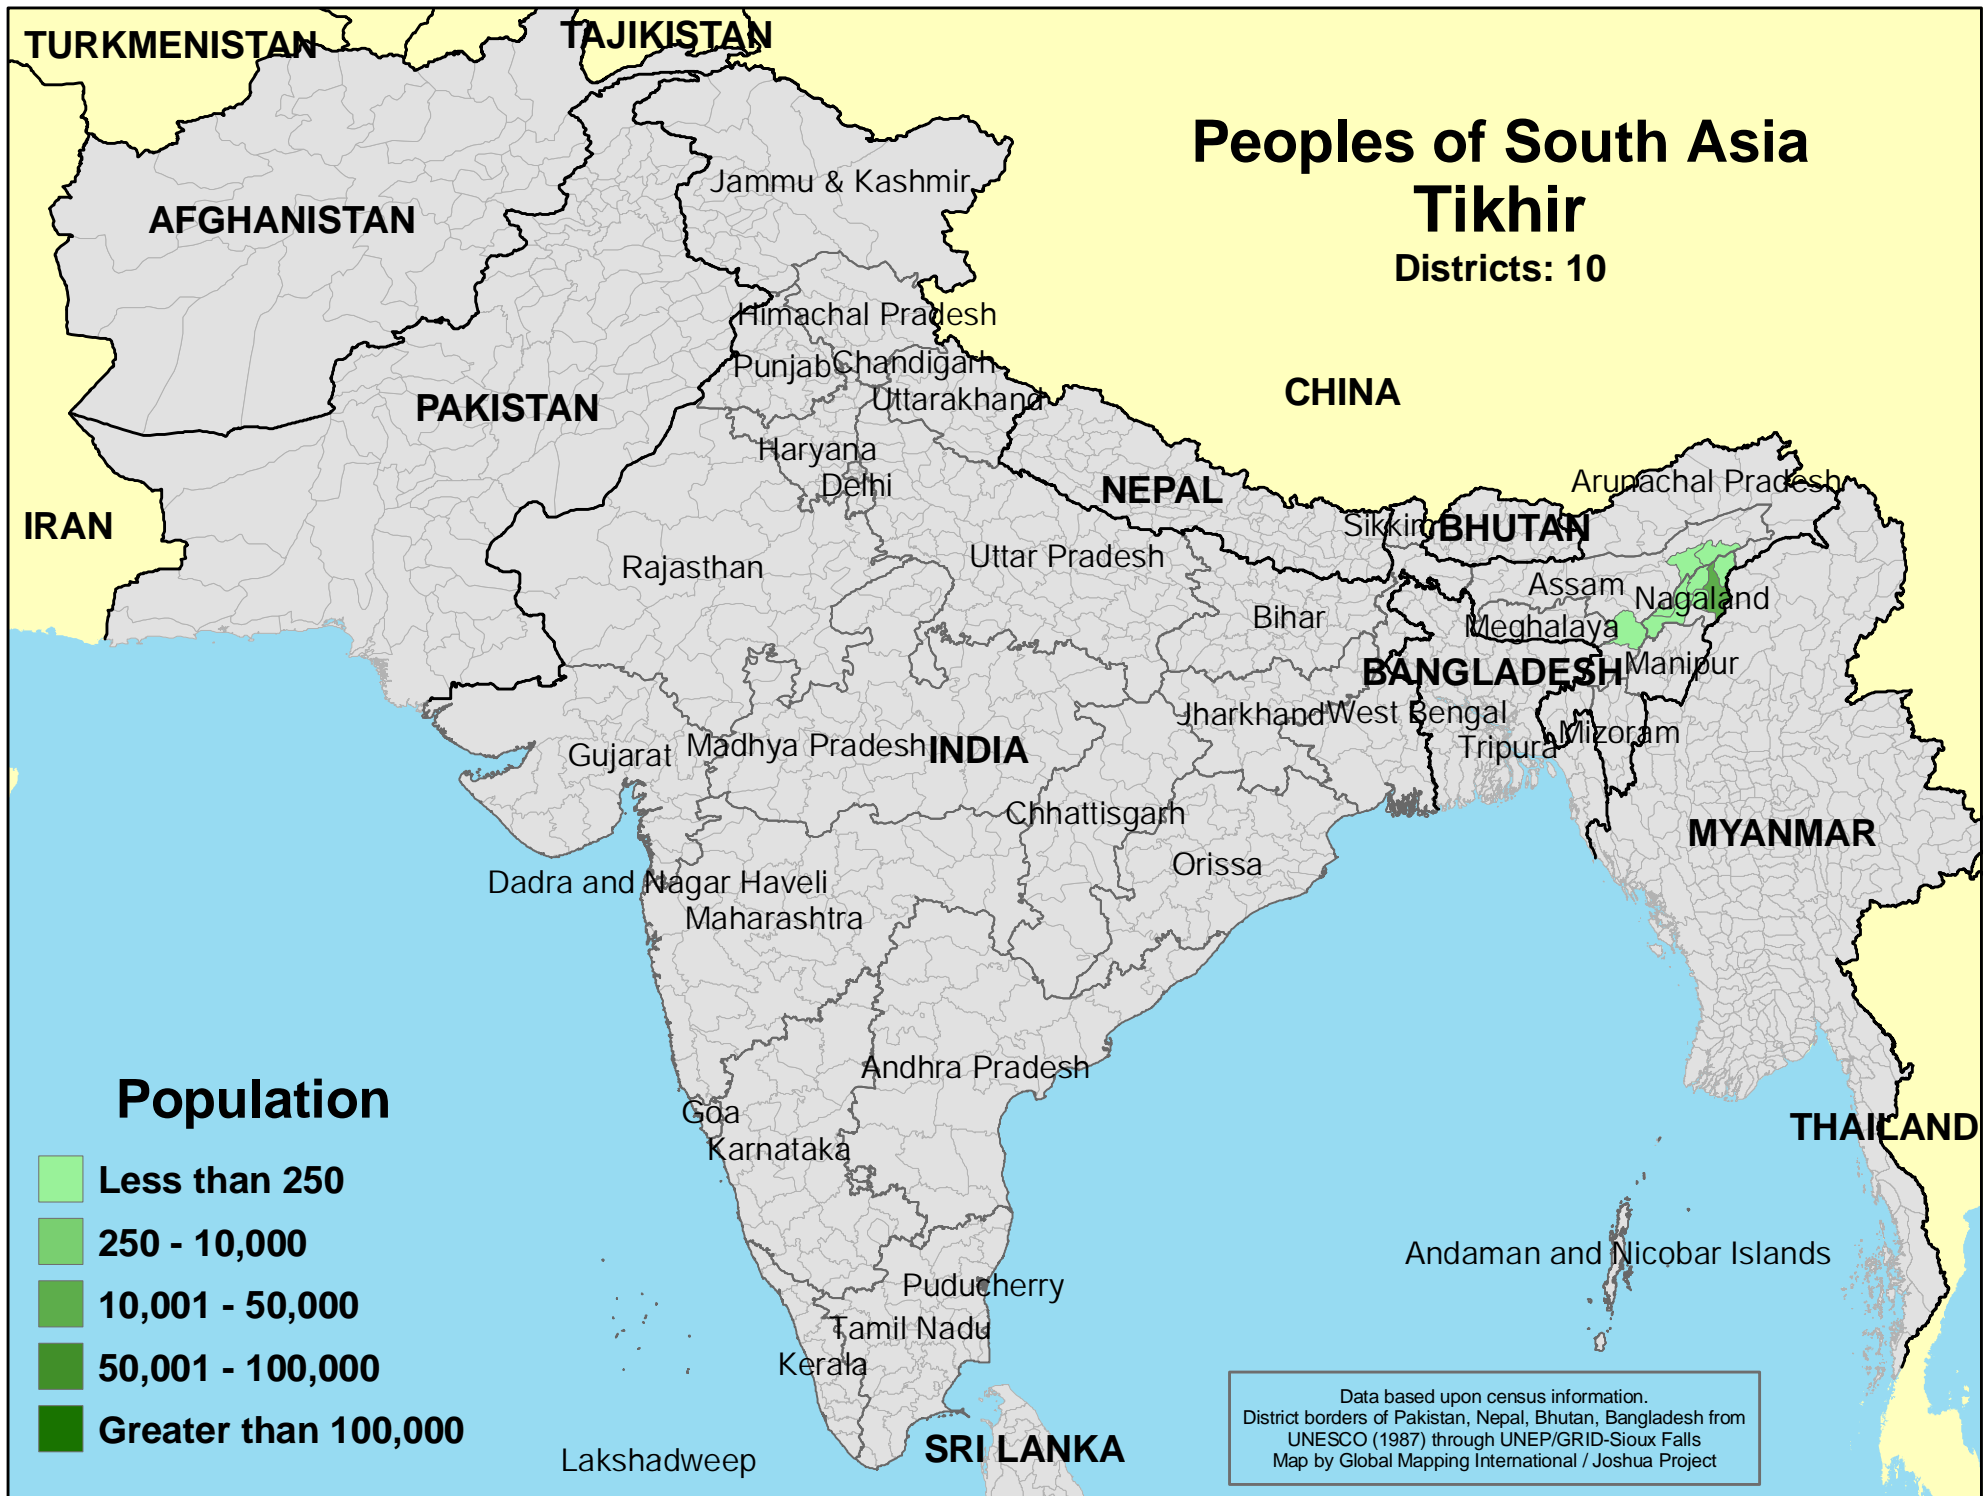 TURKMENISTAN
TAJIKISTAN
Peoples of South Asia
Tikhir
Districts: 10
Jammu & Kashmir
AFGHANISTAN
Himachal Pradesh
Punjab
Chandigarh
CHINA
Uttarakhand
PAKISTAN
Haryana
Delhi
NEPAL
Arunachal Pradesh
IRAN
Sikkim
BHUTAN
Rajasthan
Uttar Pradesh
Assam
Nagaland
Bihar
Meghalaya
BANGLADESH
Manipur
Jharkhand
West Bengal
Gujarat
Madhya Pradesh
INDIA
Tripura
Mizoram
Chhattisgarh
MYANMAR
Orissa
Dadra and Nagar Haveli
Maharashtra
Andhra Pradesh
Goa
Karnataka
THAILAND
Andaman and Nicobar Islands
Puducherry
Tamil Nadu
Kerala
Lakshadweep
SRI LANKA
Population
Less than 250
250 - 10,000
10,001 - 50,000
50,001 - 100,000
Greater than 100,000
Data based upon census information.
District borders of Pakistan, Nepal, Bhutan, Bangladesh from
UNESCO (1987) through UNEP/GRID-Sioux Falls
Map by Global Mapping International / Joshua Project